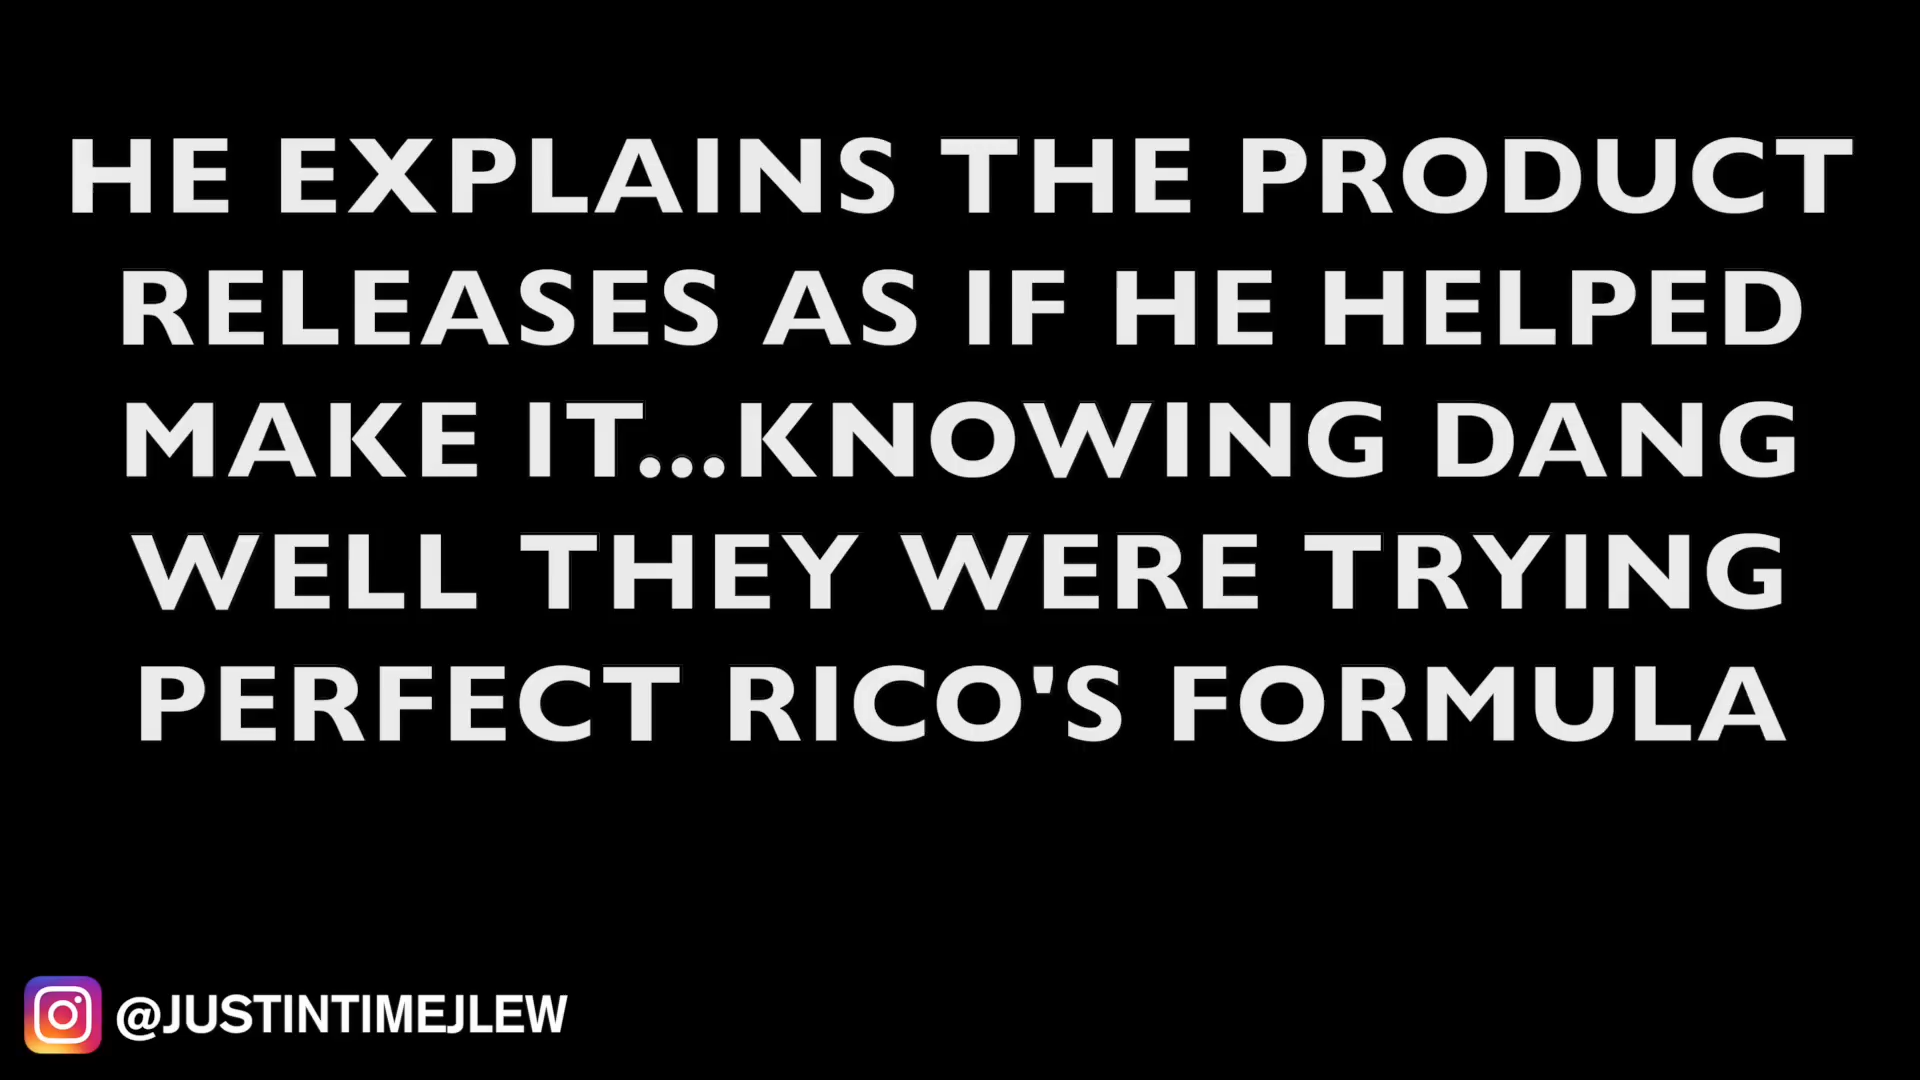 HE EXPLAINS THE PRODUCT
RELEASES AS IF HE HELPED
MAKE IT...KNOWING DANG
WELL THEY WERE TRYING
PERFECT RICO'S FORMULA
@JUSTINTIMEJLEW